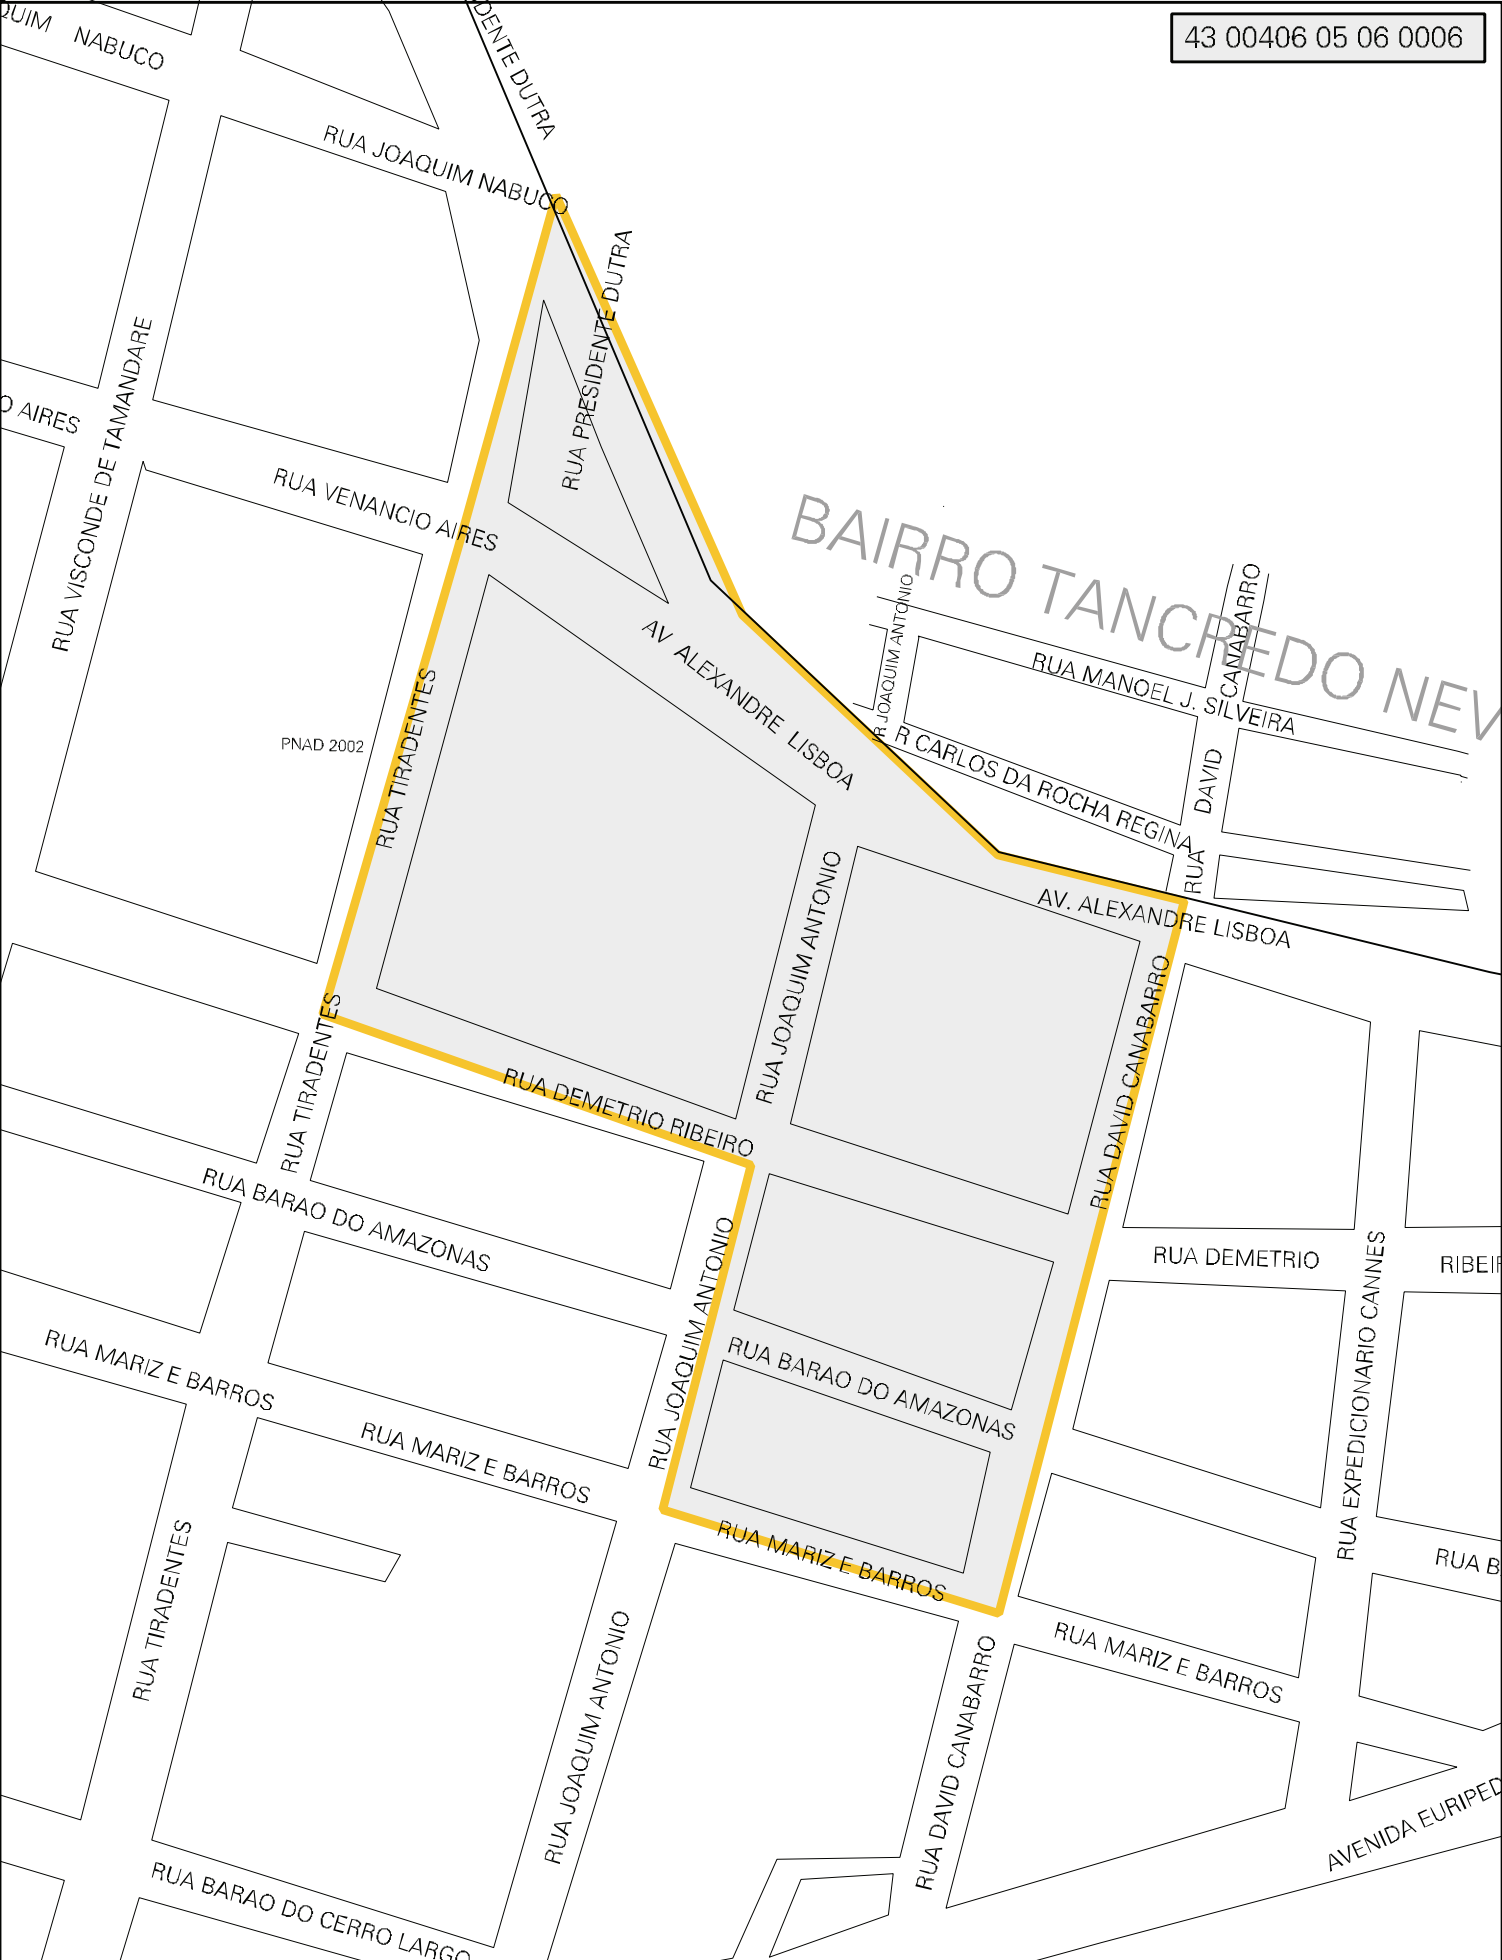 43 00406 05 06 0006
QUIM NABUCO
DENTE DUTRA
RUA JOAQUIM NABUCO
RUA PRESIDENTE DUTRA
RUA VISCONDE DE TAMANDARE
O AIRES
RUA VENANCIO AIRES
BAIRRO TANCREDO NEV
R JOAQUIM ANTONIO
RUA DAVID CANABARRO
RUA MANOEL J. SILVEIRA
R CARLOS DA ROCHA REGINA
AV ALEXANDRE LISBOA
PNAD 2002
RUA TIRADENTES
RUA JOAQUIM ANTONIO
AV. ALEXANDRE LISBOA
RUA DAVID CANABARRO
RUA TIRADENTES
RUA DEMETRIO RIBEIRO
RUA BARAO DO AMAZONAS
RUA JOAQUIM ANTONIO
RUA DEMETRIO
RIBEIR
RUA EXPEDICIONARIO CANNES
RUA MARIZ E BARROS
RUA BARAO DO AMAZONAS
RUA MARIZ E BARROS
RUA MARIZ E BARROS
RUA B
RUA TIRADENTES
RUA JOAQUIM ANTONIO
RUA DAVID CANABARRO
RUA MARIZ E BARROS
AVENIDA EURIPED
RUA BARAO DO CERRO LARGO